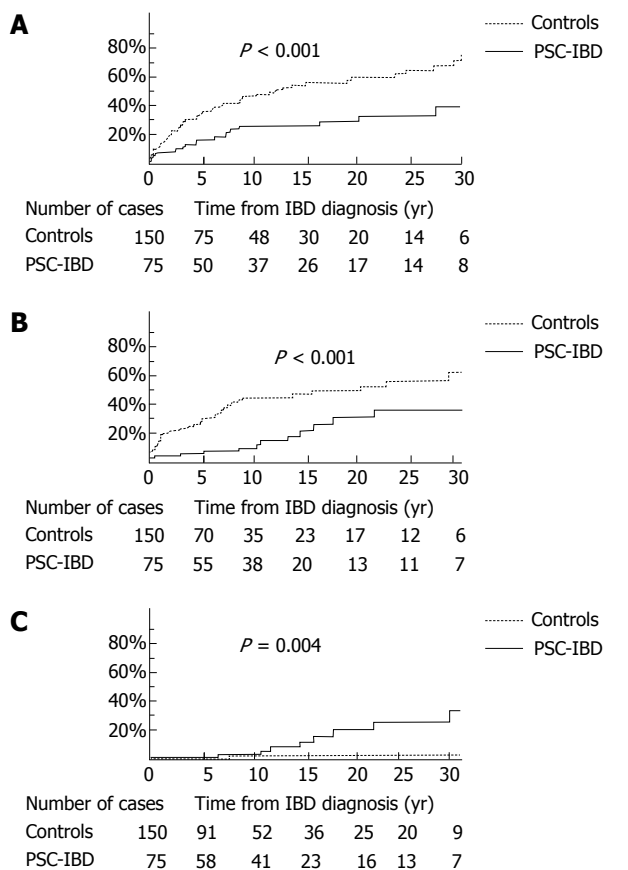 A
Controls
PSC-IBD
P < 0.001
80%
60%
40%
20%
0 5 10 15 20 25 30
Number of cases Time from IBD diagnosis (yr)
Controls 150 75 48 30 20 14 6
PSC-IBD 75 50 37 26 17 14 8
B
Controls
PSC-IBD
P < 0.001
80%
60%
40%
20%
0 5 10 15 20 25 30
Number of cases Time from IBD diagnosis (yr)
Controls 150 70 35 23 17 12 6
PSC-IBD 75 55 38 20 13 11 7
C
Controls
PSC-IBD
P = 0.004
80%
60%
40%
20%
0 5 10 15 20 25 30
Number of cases Time from IBD diagnosis (yr)
Controls 150 91 52 36 25 20 9
PSC-IBD 75 58 41 23 16 13 7